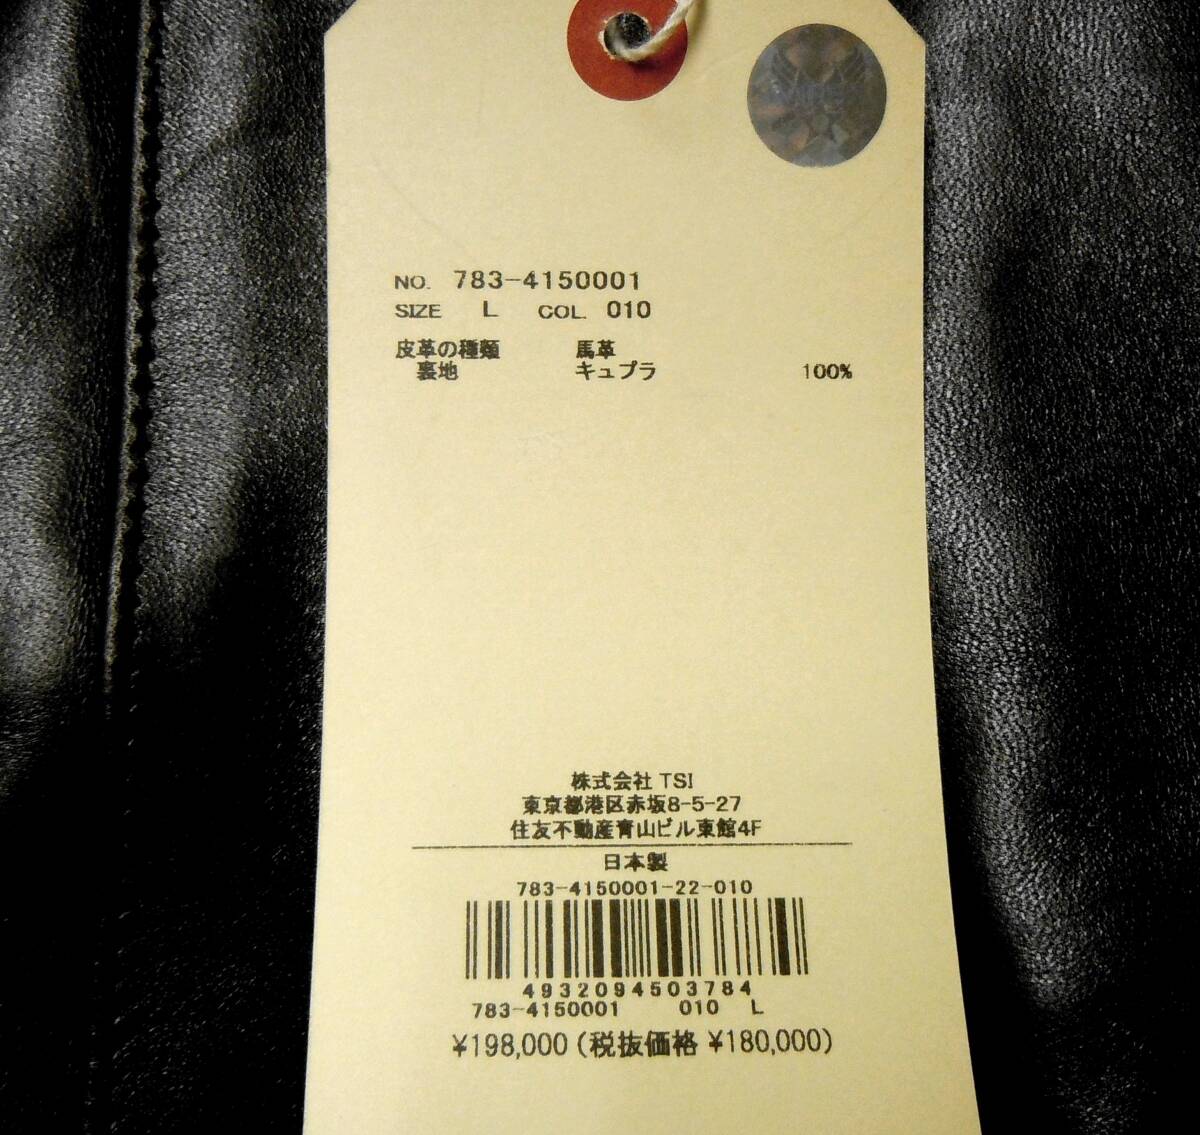 NO. 783-4150001
SIZE L COL. 010
皮革の種類 馬革
裏地 キュプラ 100%
株式会社 TSI
東京都港区赤坂8-5-27
住友不動産青山ビル東館4F
日本製
783-4150001-22-010
4932094503784
783-4150001 010 L
¥198,000 (税抜価格 ¥180,000)